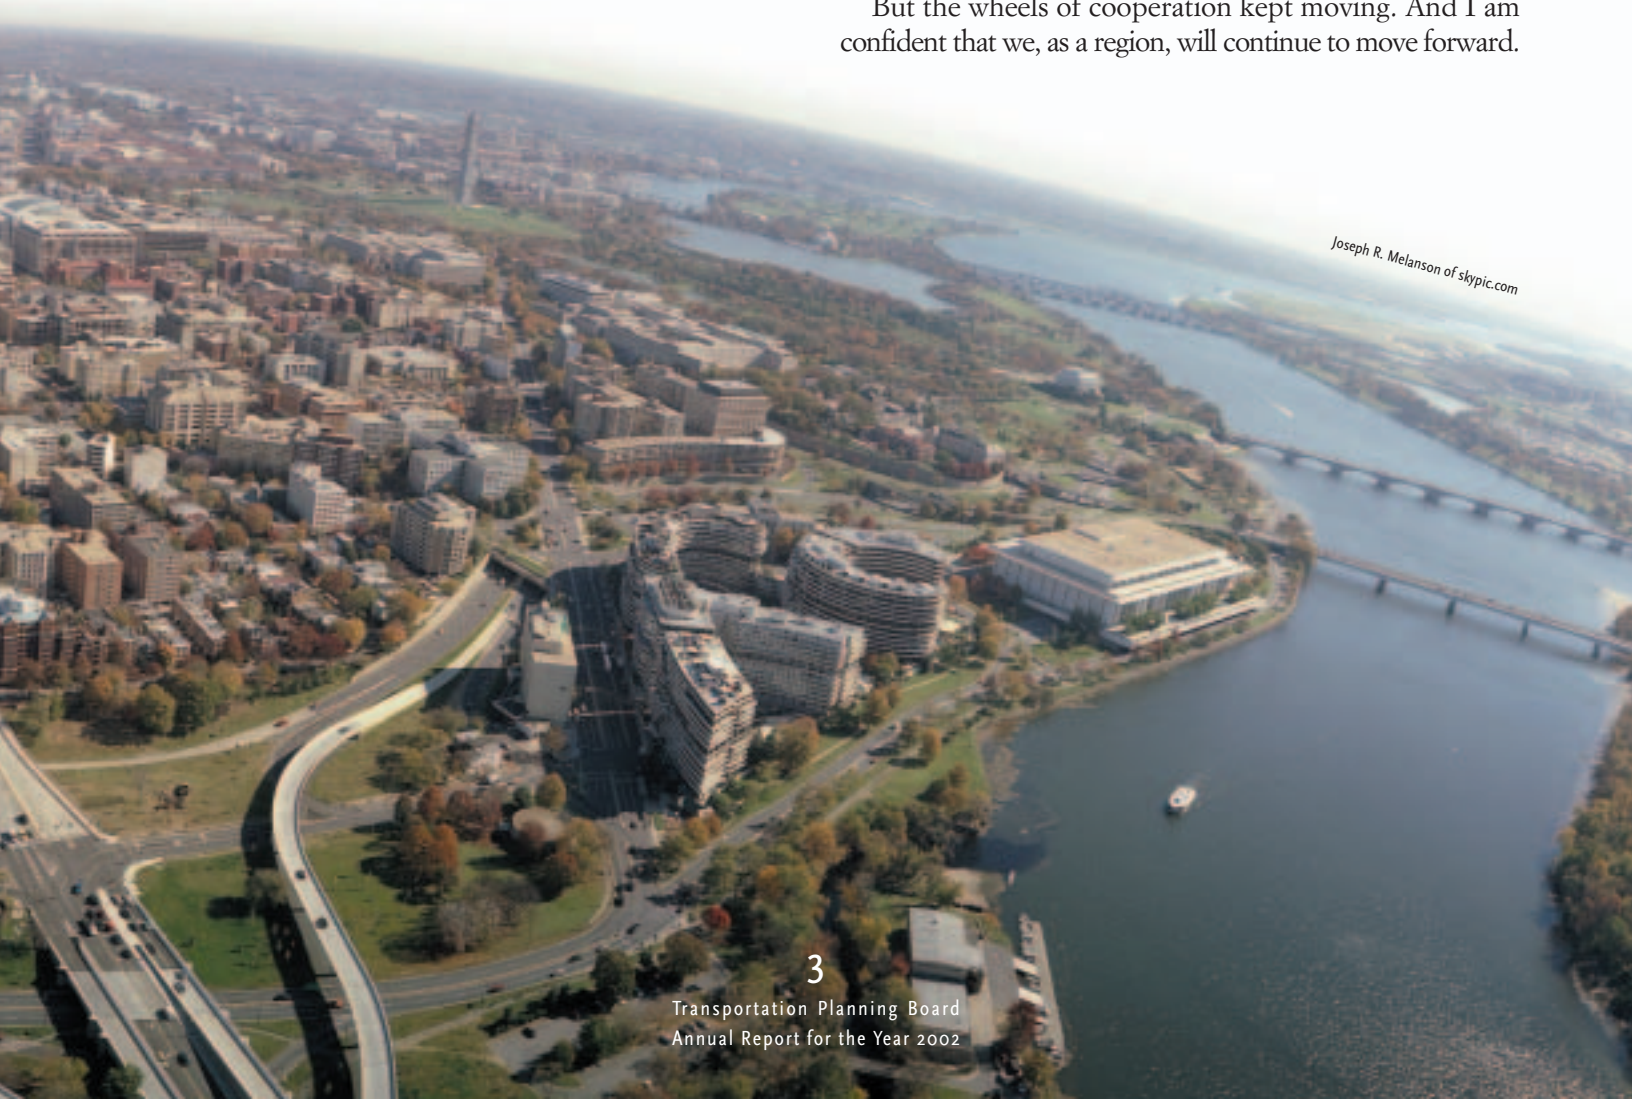 But the wheels of cooperation kept moving. And I am
confident that we, as a region, will continue to move forward.
Joseph R. Melanson of skypic.com
3
Transportation Planning Board
Annual Report for the Year 2002